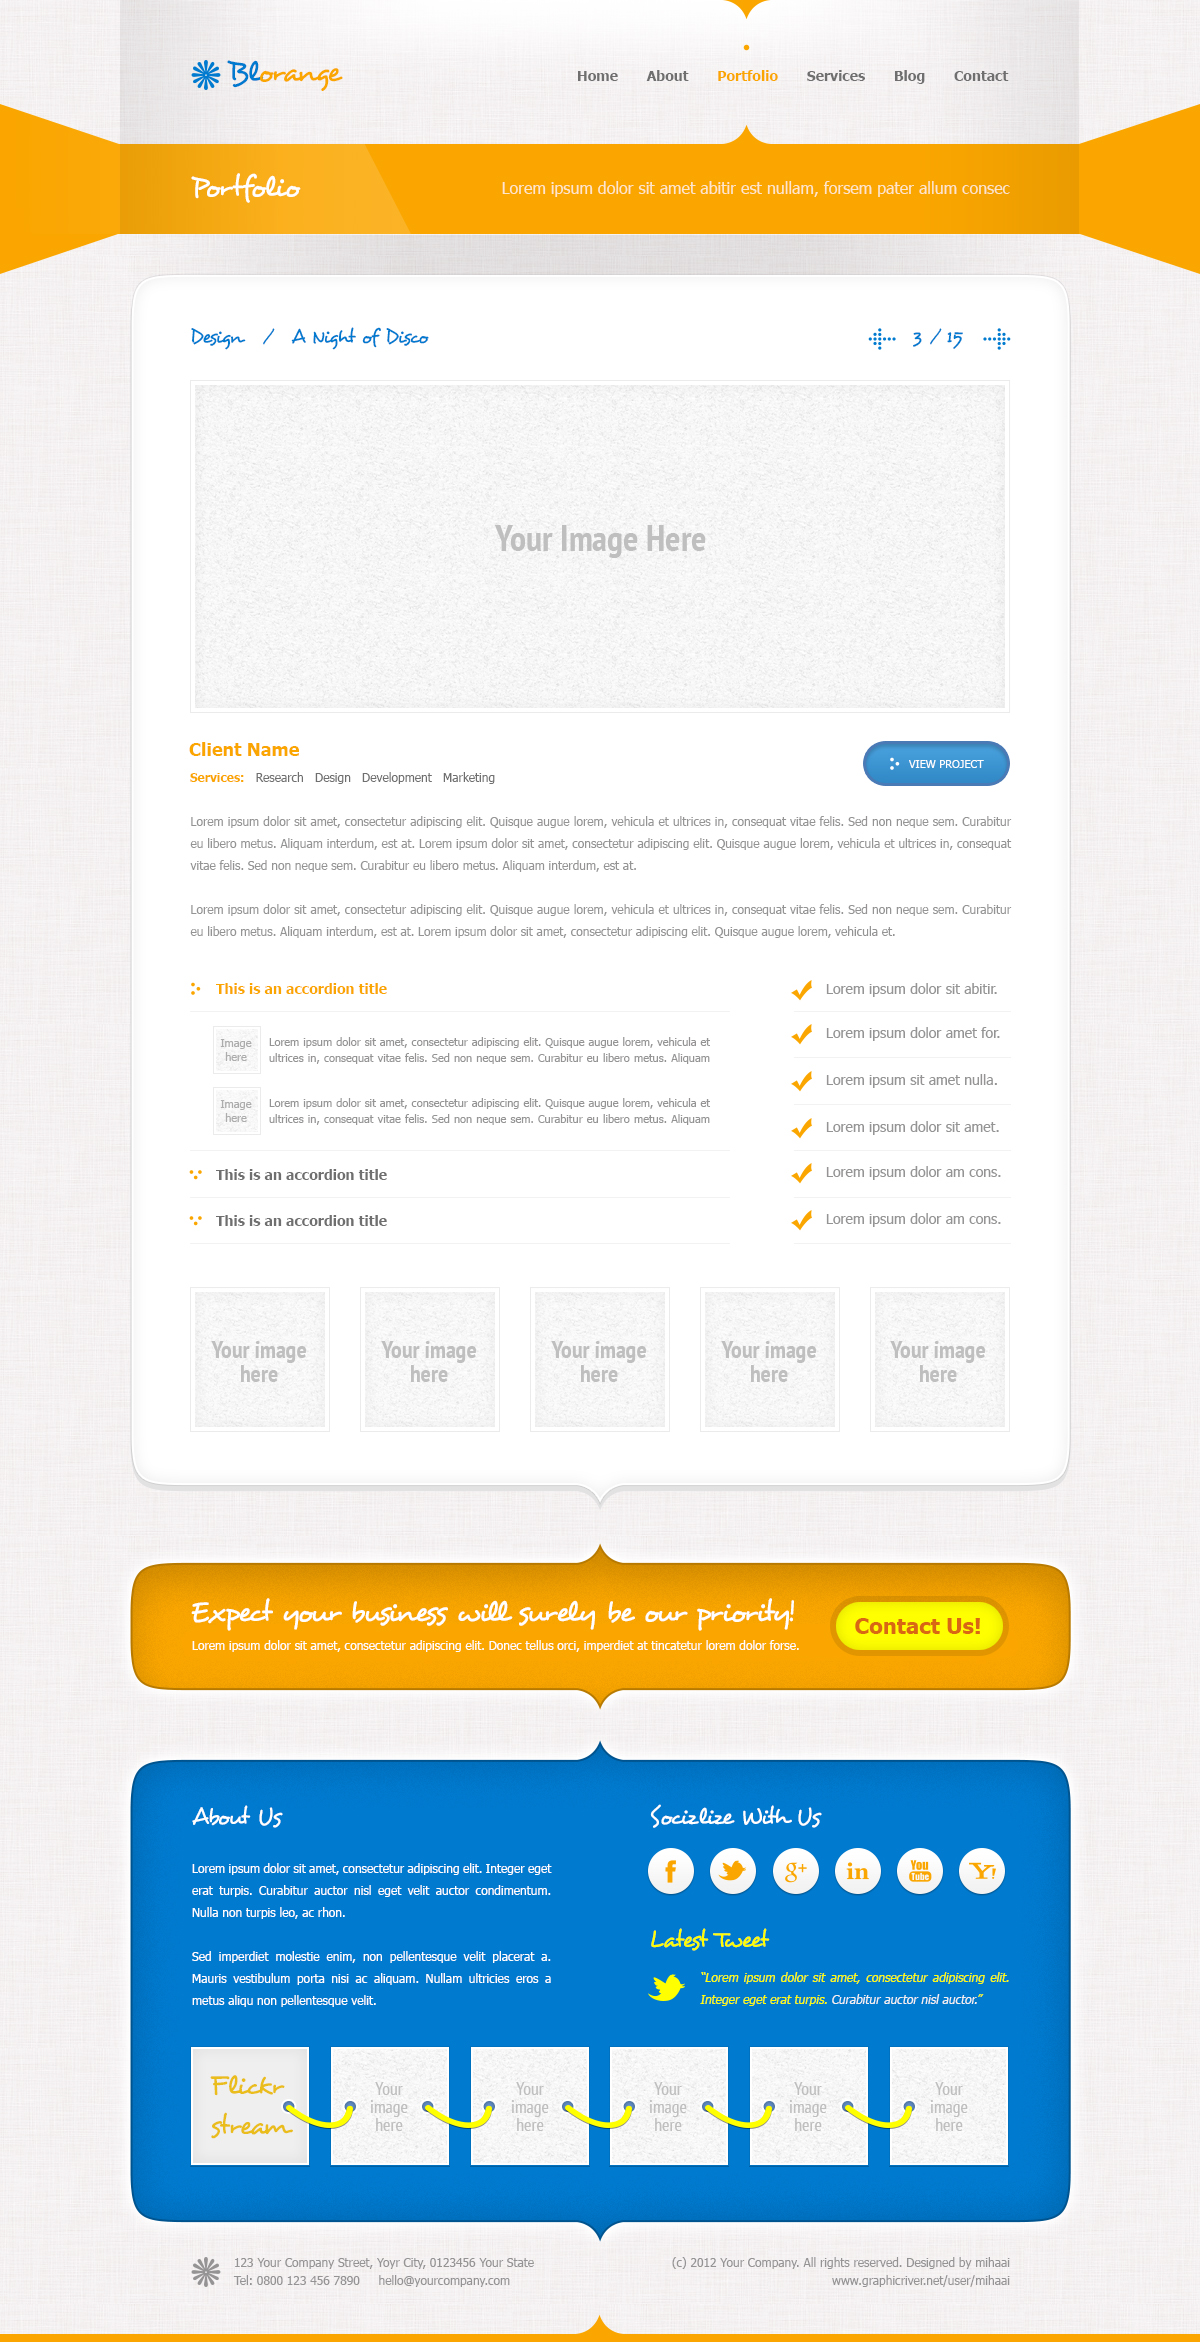 Blorange
Home About Portfolio Services Blog Contact
Portfolio
Lorem ipsum dolor sit amet abitir est nullam, forsem pater allum consec
Design / A Night of Disco
3 / 15
Your Image Here
Client Name
Services: Research Design Development Marketing
VIEW PROJECT
Lorem ipsum dolor sit amet, consectetur adipiscing elit. Quisque augue lorem, vehicula et ultrices in, consequat vitae felis. Sed non neque sem. Curabitur
eu libero metus. Aliquam interdum, est at. Lorem ipsum dolor sit amet, consectetur adipiscing elit. Quisque augue lorem, vehicula et ultrices in, consequat
vitae felis. Sed non neque sem. Curabitur eu libero metus. Aliquam interdum, est at.
Lorem ipsum dolor sit amet, consectetur adipiscing elit. Quisque augue lorem, vehicula et ultrices in, consequat vitae felis. Sed non neque sem. Curabitur
eu libero metus. Aliquam interdum, est at. Lorem ipsum dolor sit amet, consectetur adipiscing elit. Quisque augue lorem, vehicula et.
This is an accordion title
Image
here
Lorem ipsum dolor sit amet, consectetur adipiscing elit. Quisque augue lorem, vehicula et
ultrices in, consequat vitae felis. Sed non neque sem. Curabitur eu libero metus. Aliquam
Image
here
Lorem ipsum dolor sit amet, consectetur adipiscing elit. Quisque augue lorem, vehicula et
ultrices in, consequat vitae felis. Sed non neque sem. Curabitur eu libero metus. Aliquam
This is an accordion title
This is an accordion title
Lorem ipsum dolor sit abitir.
Lorem ipsum dolor amet for.
Lorem ipsum sit amet nulla.
Lorem ipsum dolor sit amet.
Lorem ipsum dolor am cons.
Lorem ipsum dolor am cons.
Your image
here
Your image
here
Your image
here
Your image
here
Your image
here
Expect your business will surely be our priority!
Lorem ipsum dolor sit amet, consectetur adipiscing elit. Donec tellus orci, imperdiet at tincatetur lorem dolor forse.
Contact Us!
About Us
Lorem ipsum dolor sit amet, consectetur adipiscing elit. Integer eget
erat turpis. Curabitur auctor nisl eget velit auctor condimentum.
Nulla non turpis leo, ac rhon.
Sed imperdiet molestie enim, non pellentesque velit placerat a.
Mauris vestibulum porta nisi ac aliquam. Nullam ultricies eros a
metus aliqu non pellentesque velit.
Socizlize With Us
f g+ in You Tube Y!
Latest Tweet
“Lorem ipsum dolor sit amet, consectetur adipiscing elit.
Integer eget erat turpis. Curabitur auctor nisl auctor.”
Flickr
stream
Your
image
here
Your
image
here
Your
image
here
Your
image
here
Your
image
here
123 Your Company Street, Yoyr City, 0123456 Your State
Tel: 0800 123 456 7890 hello@yourcompany.com
(c) 2012 Your Company. All rights reserved. Designed by mihaai
www.graphicriver.net/user/mihaai